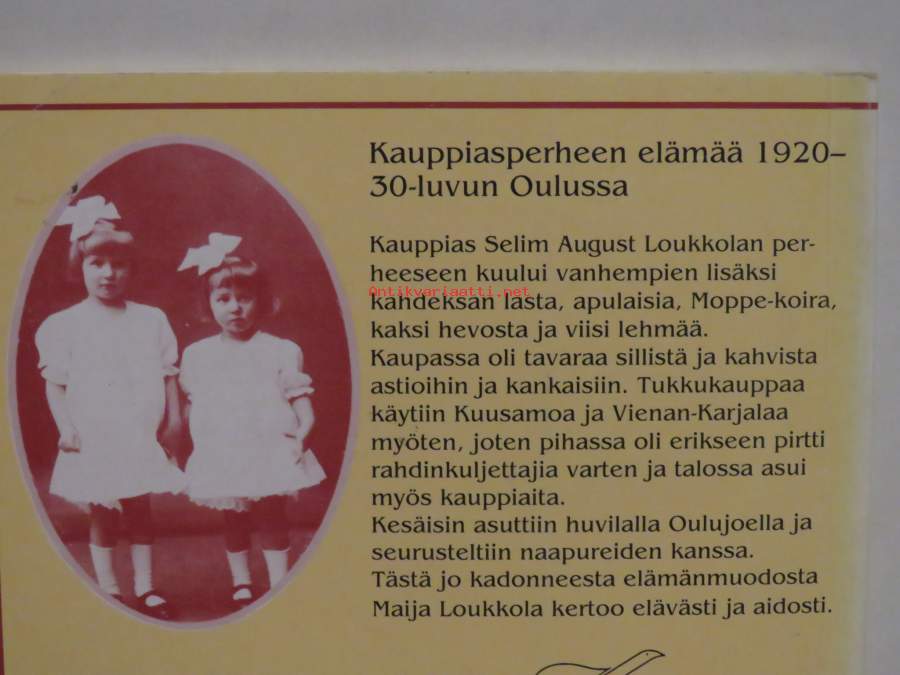 Kauppiasperheen elämää 1920–
30-luvun Oulussa
Kauppias Selim August Loukkolan per-
heeseen kuului vanhempien lisäksi
Antikvariaatti.net
kahdeksan lasta, apulaisia, Moppe-koira,
kaksi hevosta ja viisi lehmää.
Kaupassa oli tavaraa sillistä ja kahvista
astioihin ja kankaisiin. Tukkukauppaa
käytiin Kuusamoa ja Vienan-Karjalaa
myöten, joten pihassa oli erikseen pirtti
rahdinkuljettajia varten ja talossa asui
myös kauppiaita.
Kesäisin asuttiin huvilalla Oulujoella ja
seurusteltiin naapureiden kanssa.
Tästä jo kadonneesta elämänmuodosta
Maija Loukkola kertoo elävästi ja aidosti.